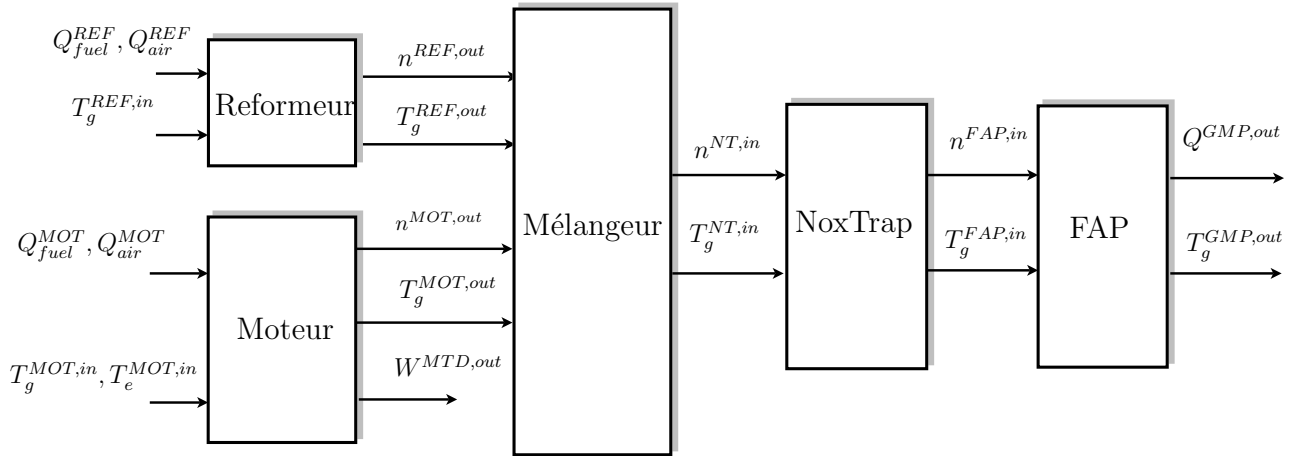 Q_{fuel}^{REF}, Q_{air}^{REF}
T_g^{REF,in}
Reformeur
n^{REF,out}
T_g^{REF,out}
Q_{fuel}^{MOT}, Q_{air}^{MOT}
T_g^{MOT,in}, T_e^{MOT,in}
Moteur
n^{MOT,out}
T_g^{MOT,out}
W^{MTD,out}
Mélangeur
n^{NT,in}
T_g^{NT,in}
NoxTrap
n^{FAP,in}
T_g^{FAP,in}
FAP
Q^{GMP,out}
T_g^{GMP,out}